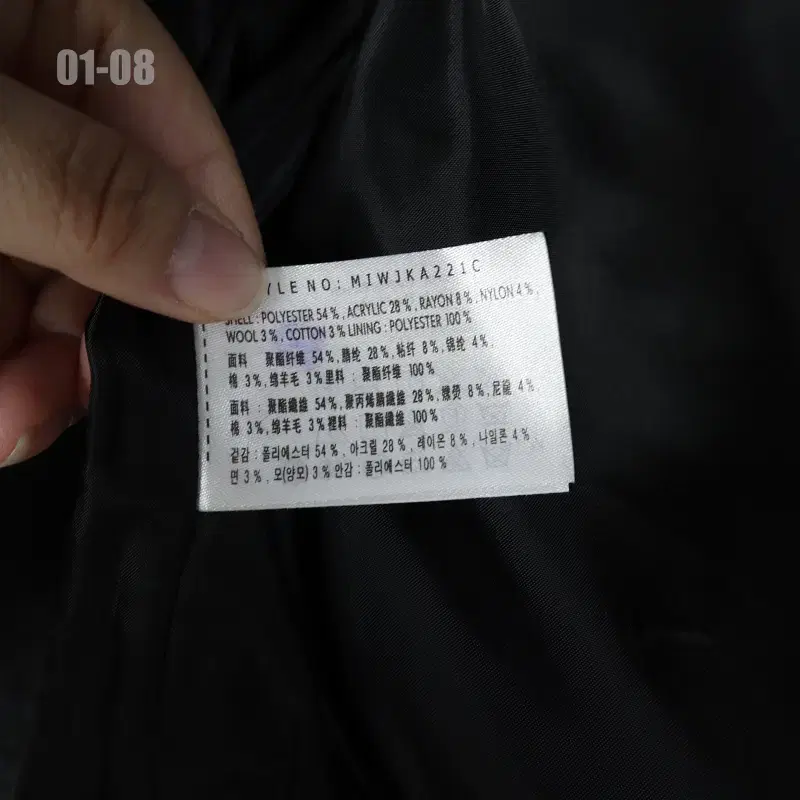 01-08
YLE NO: MIWJKA221C
SHELL : POLYESTER 54 % , ACRYLIC 28 % , RAYON 8 % , NYLON 4 % ,
WOOL 3 % , COTTON 3 % LINING : POLYESTER 100 %
面料 聚酯纤维 54 % , 腈纶 28 % , 粘纤 8 % , 锦纶 4 % ,
棉 3 % , 绵羊毛 3 % 里料 : 聚酯纤维 100 %
面料 : 聚酯纖維 54 % , 聚丙烯腈纖維 28 % , 嫘熒 8 % , 尼龍 4 %
棉 3 % , 绵羊毛 3 % 裡料 : 聚酯纖維 100 %
겉감 : 폴리에스터 54 % , 아크릴 28 % , 레이온 8 % , 나일론 4 %
면 3 % , 모(양모) 3 % 안감 : 폴리에스터 100 %